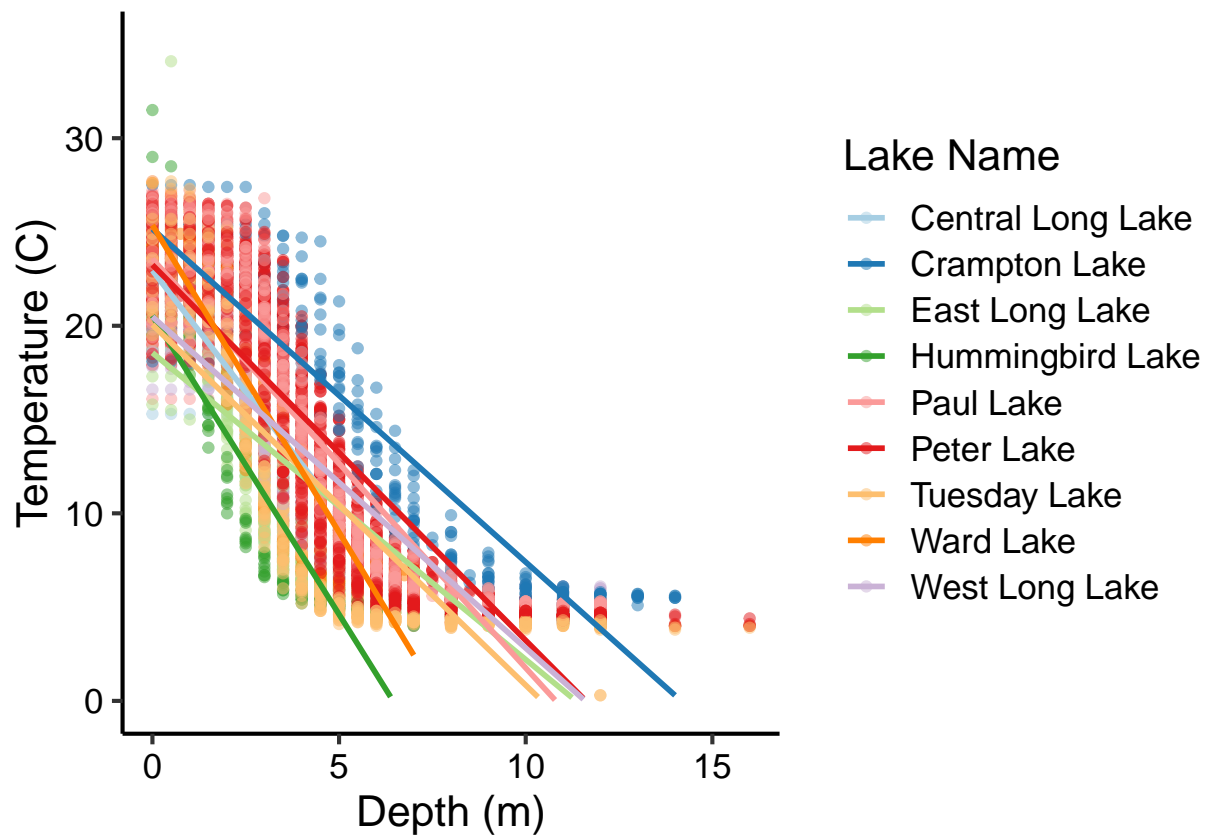 30
20
10
0
0
5
10
15
Temperature (C)
Depth (m)
Lake Name
Central Long Lake
Crampton Lake
East Long Lake
Hummingbird Lake
Paul Lake
Peter Lake
Tuesday Lake
Ward Lake
West Long Lake